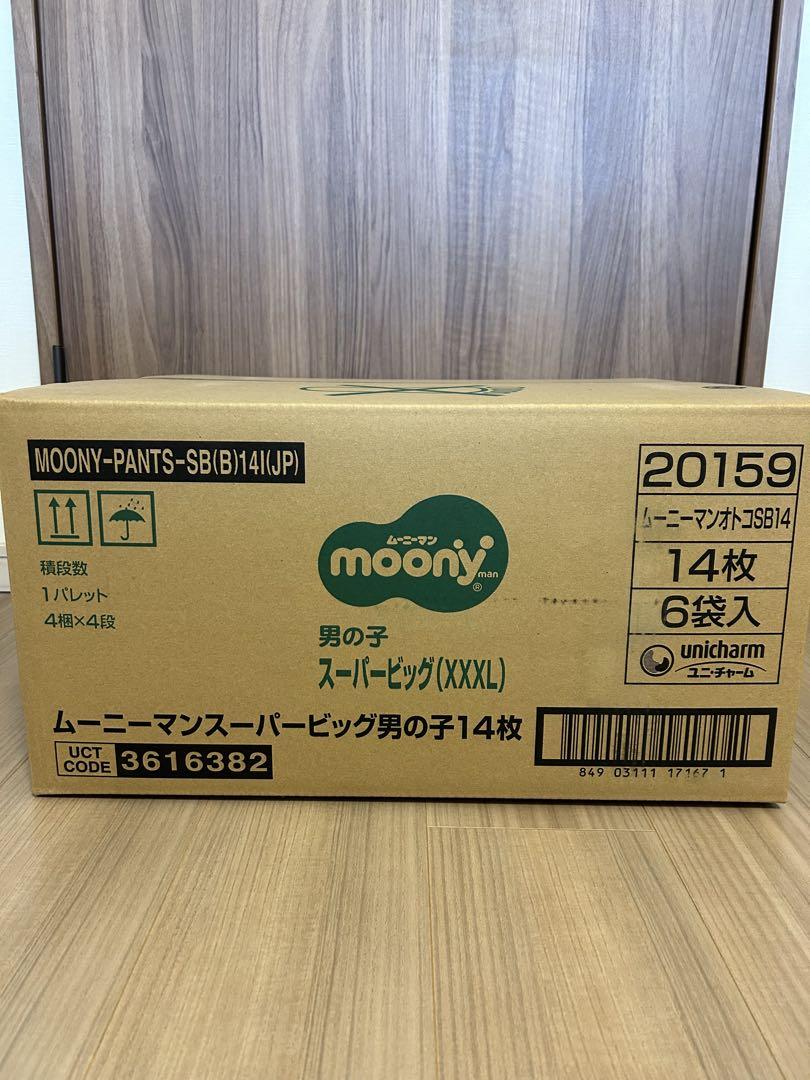 MOONY-PANTS-SB(B)14I(JP)
積段数
1パレット
4梱×4段
ムーニーマン
moony man
®
男の子
スーパービッグ(XXXL)
20159
ムーニーマンオトコSB14
14枚
6袋入
unicharm
ユニ・チャーム
ムーニーマンスーパービッグ男の子14枚
UCT CODE
3616382
849 03111 17167 1